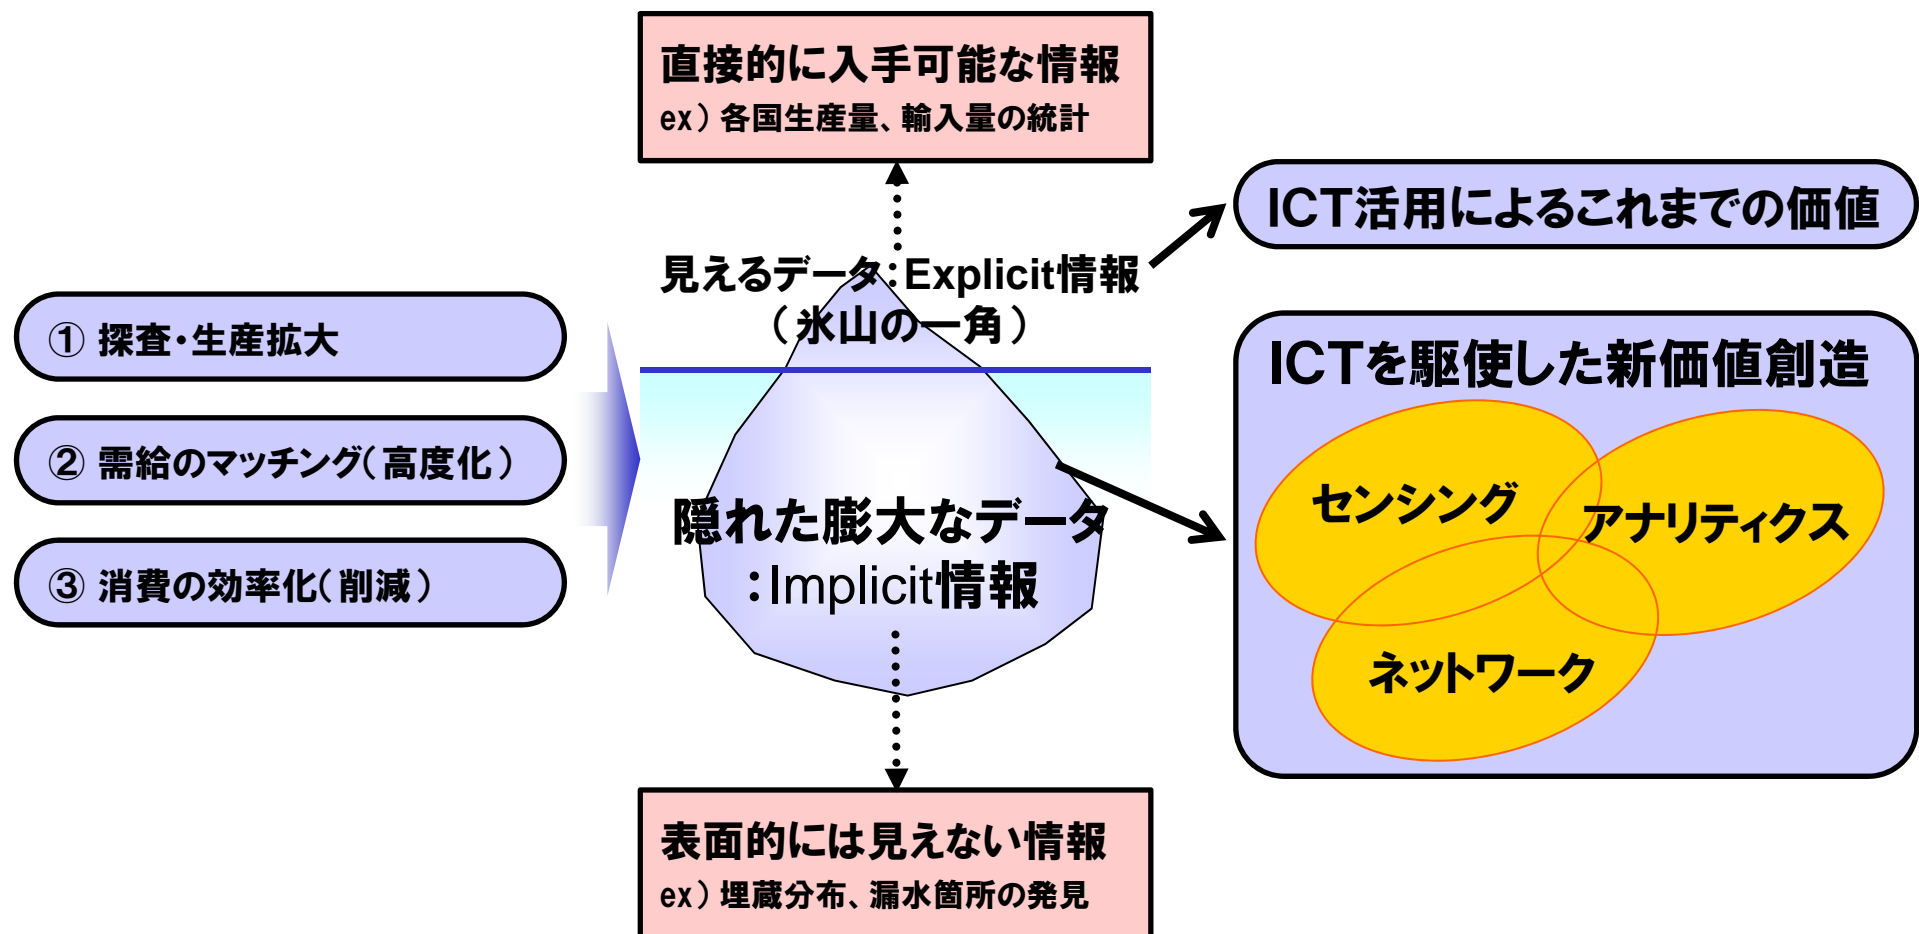 直接的に入手可能な情報
ex）各国生産量、輸入量の統計
ICT活用によるこれまでの価値
見えるデータ：Explicit情報
（氷山の一角）
① 探査・生産拡大
② 需給のマッチング（高度化）
③ 消費の効率化（削減）
隠れた膨大なデータ
：Implicit情報
ICTを駆使した新価値創造
センシング
アナリティクス
ネットワーク
表面的には見えない情報
ex）埋蔵分布、漏水箇所の発見